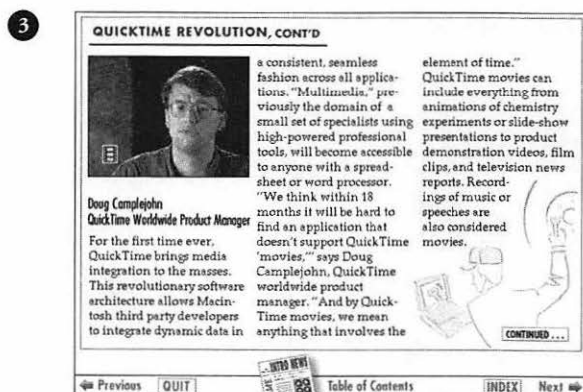 3
QUICKTIME REVOLUTION, CONT'D
Doug Camplejohn
QuickTime Worldwide Product Manager
For the first time ever,
QuickTime brings media
integration to the masses.
This revolutionary software
architecture allows Macin-
tosh third party developers
to integrate dynamic data in
a consistent, seamless
fashion across all applica-
tions. "Multimedia," pre-
viously the domain of a
small set of specialists using
high-powered professional
tools, will become accessible
to anyone with a spread-
sheet or word processor.
"We think within 18
months it will be hard to
find an application that
doesn't support QuickTime
'movies,'" says Doug
Camplejohn, QuickTime
worldwide product
manager. "And by Quick-
Time movies, we mean
anything that involves the
element of time."
QuickTime movies can
include everything from
animations of chemistry
experiments or slide-show
presentations to product
demonstration videos, film
clips, and television news
reports. Record-
ings of music or
speeches are
also considered
movies.
CONTINUED...
Previous
QUIT
INTRO NEWS
Table of Contents
INDEX
Next